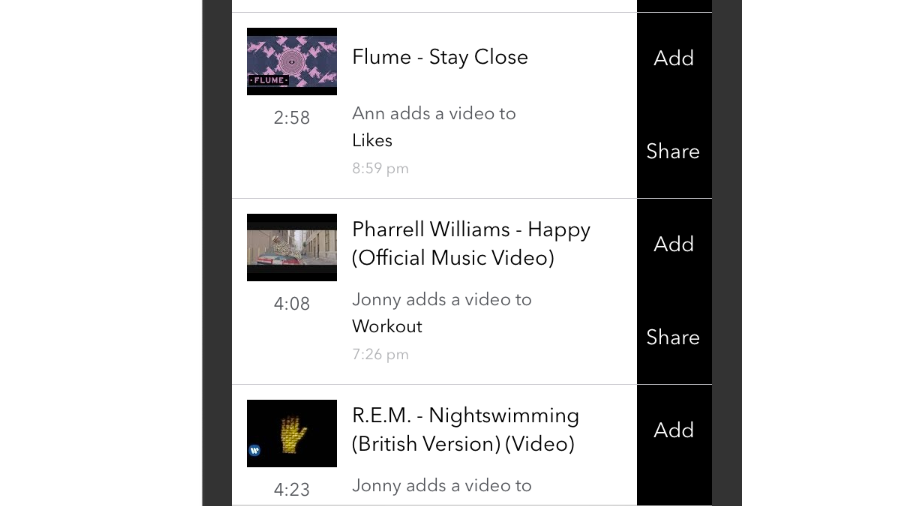 Flume - Stay Close
Add
·FLUME·
2:58
Ann adds a video to
Likes
8:59 pm
Share
Pharrell Williams - Happy
(Official Music Video)
Add
4:08
Jonny adds a video to
Workout
7:26 pm
Share
R.E.M. - Nightswimming
(British Version) (Video)
Add
W
4:23
Jonny adds a video to